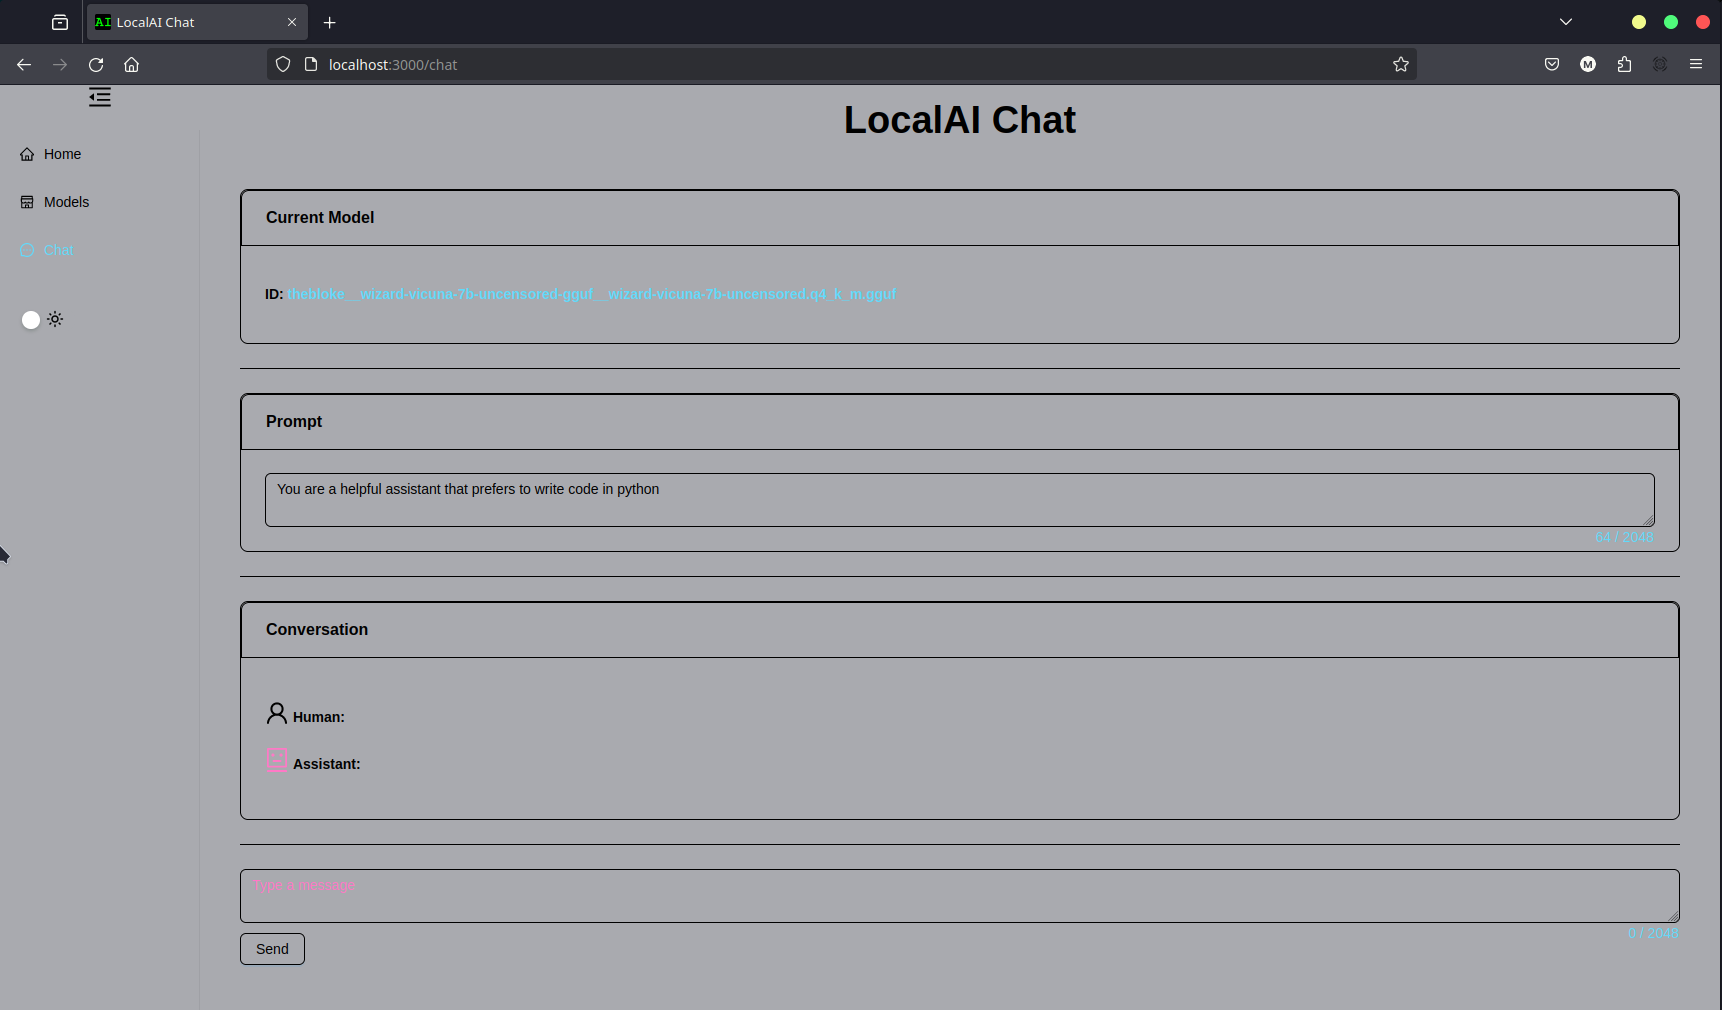 AI LocalAI Chat
localhost:3000/chat
M
LocalAI Chat
Home
Models
Chat
Current Model
ID: thebloke__wizard-vicuna-7b-uncensored-gguf__wizard-vicuna-7b-uncensored.q4_k_m.gguf
Prompt
You are a helpful assistant that prefers to write code in python
64 / 2048
Conversation
Human:
Assistant:
Type a message
0 / 2048
Send